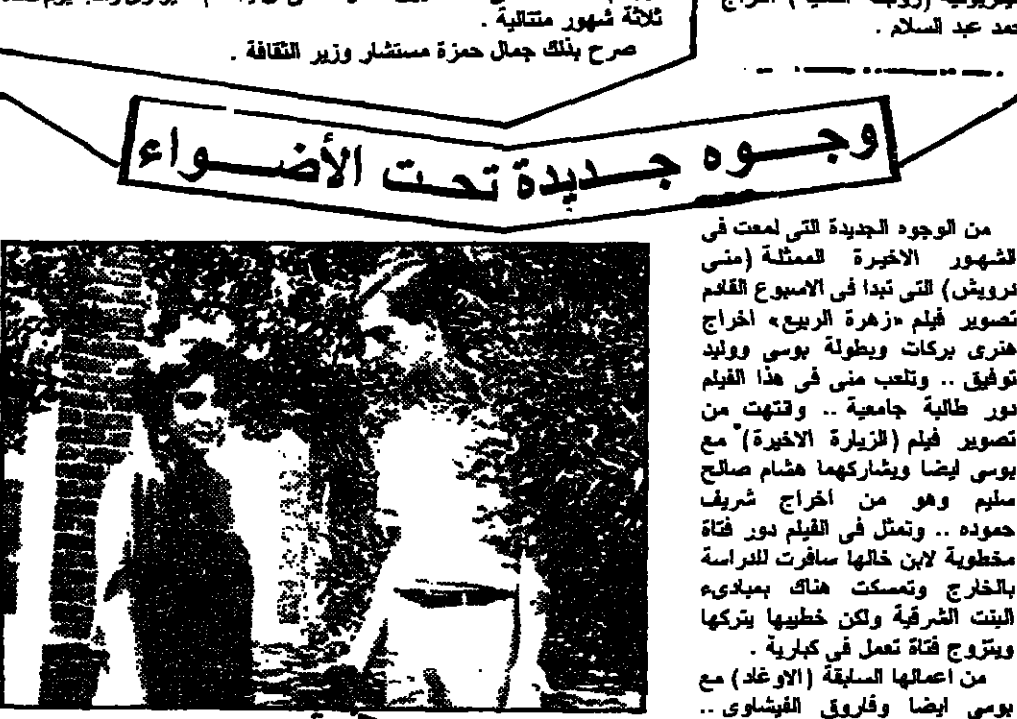 اخراج
حمد عبد السلام .
ثلاثة شهور متتالية .
صرح بذلك جمال حمزة مستشار وزير الثقافة .
وجوه جديدة تحت الأضواء
من الوجوه الجديدة التى لمعت فى
الشهور الاخيرة الممثلة (منى
درويش) التى تبدا فى الاسبوع القادم
تصوير فيلم «زهرة الربيع» اخراج
هنرى بركات وبطولة بوسى ووليد
توفيق .. وتلعب منى فى هذا الفيلم
دور طالبة جامعية .. وانتهت من
تصوير فيلم (الزيارة الاخيرة) مع
بوسى ايضا ويشاركهما هشام صالح
سليم وهو من اخراج شريف
حموده .. وتمثل فى الفيلم دور فتاة
مخطوبة لابن خالها سافرت للدراسة
بالخارج وتمسكت هناك بمبادىء
البنت الشرقية ولكن خطيبها يتركها
ويتزوج فتاة تعمل فى كبارية .
من اعمالها السابقة (الاوغاد) مع
بوسى ايضا وفاروق الفيشاوى ..